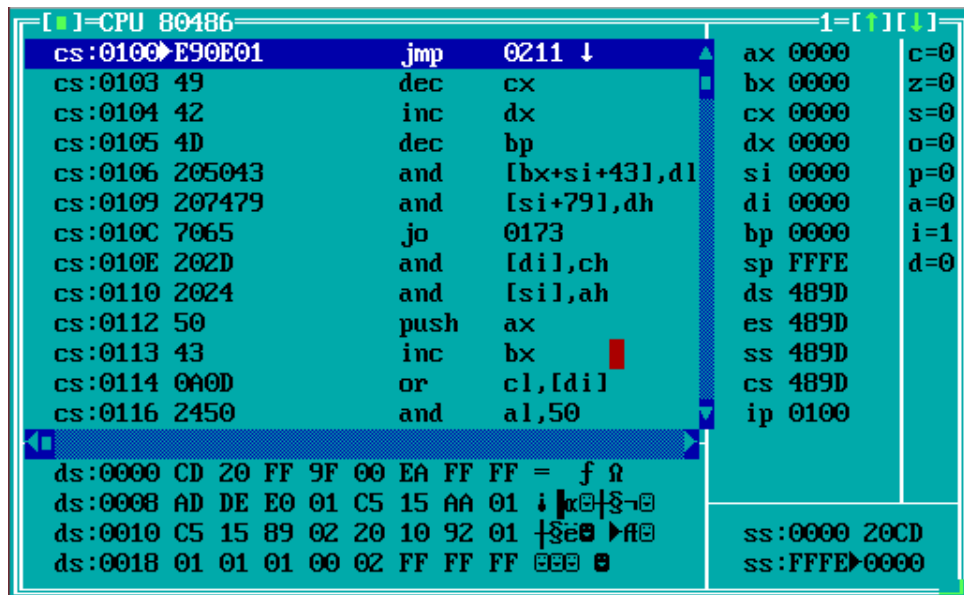 [■]=CPU 80486 1=[↑][↓]
cs:0100►E90E01 jmp 0211 ↓ ax 0000 c=0
cs:0103 49 dec cx bx 0000 z=0
cs:0104 42 inc dx cx 0000 s=0
cs:0105 4D dec bp dx 0000 o=0
cs:0106 205043 and [bx+si+43],dl si 0000 p=0
cs:0109 207479 and [si+79],dh di 0000 a=0
cs:010C 7065 jo 0173 bp 0000 i=1
cs:010E 202D and [di],ch sp FFFE d=0
cs:0110 2024 and [si],ah ds 489D
cs:0112 50 push ax es 489D
cs:0113 43 inc bx ss 489D
cs:0114 0A0D or cl,[di] cs 489D
cs:0116 2450 and al,50 ip 0100
ds:0000 CD 20 FF 9F 00 EA FF FF = ƒ Ω
ds:0008 AD DE E0 01 C5 15 AA 01 ¡▐α☺┼§¬☺
ds:0010 C5 15 89 02 20 10 92 01 ┼§ë☻ ►Æ☺ ss:0000 20CD
ds:0018 01 01 01 00 02 FF FF FF ☺☺☺ ☻ ss:FFFE►0000